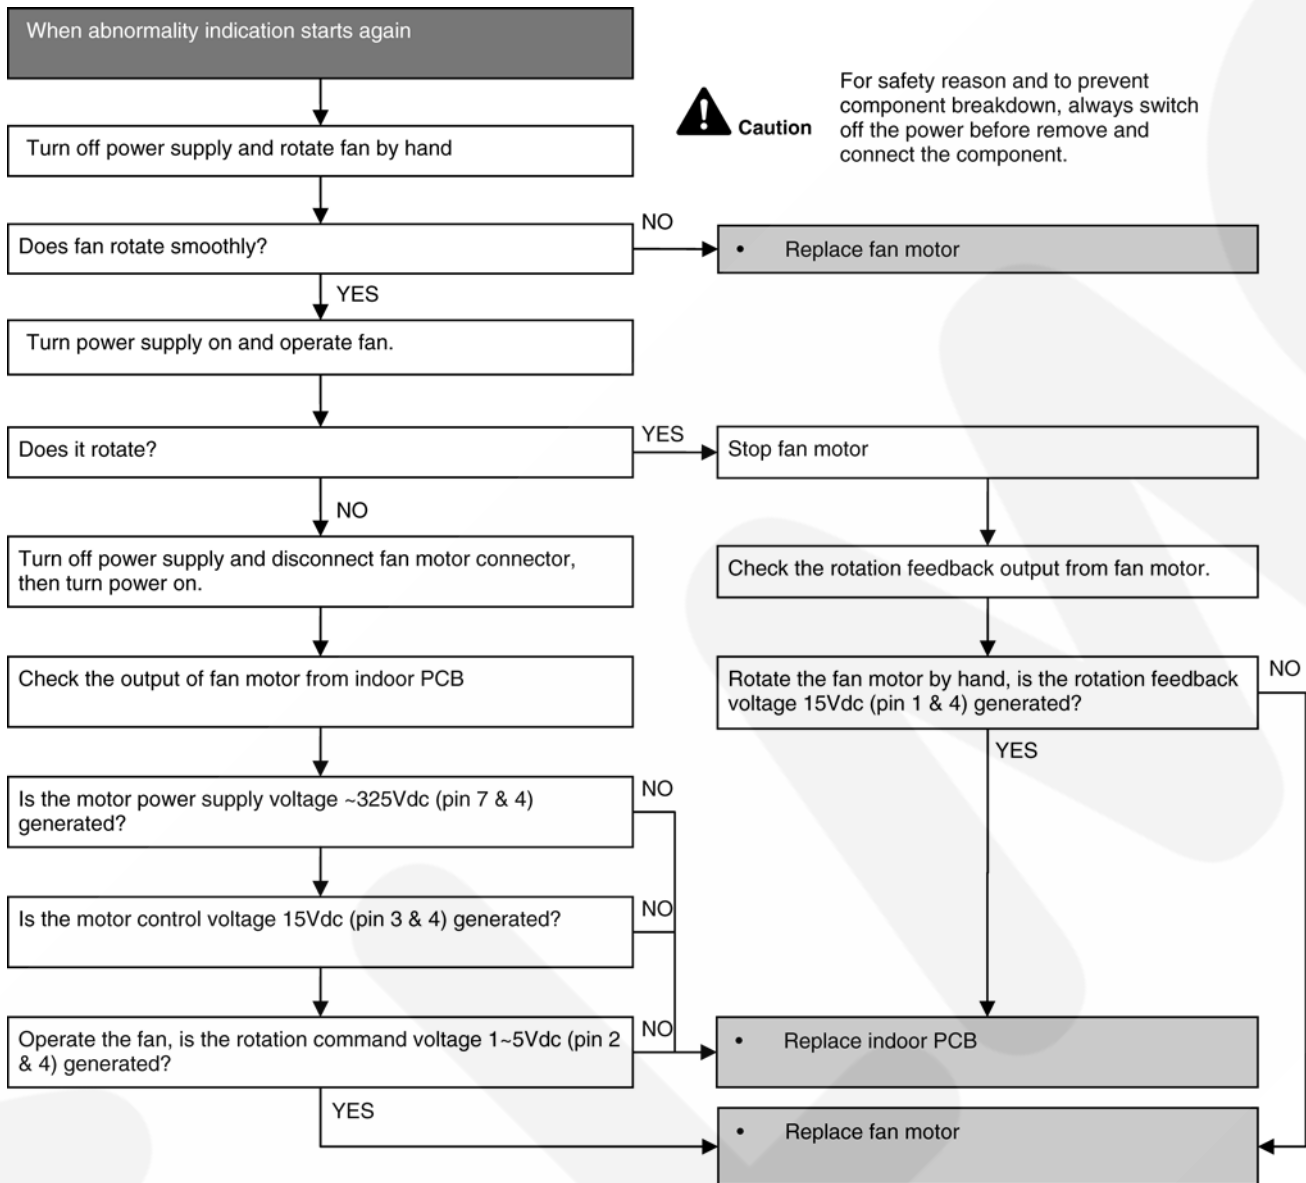 When abnormality indication starts again
Caution
For safety reason and to prevent
component breakdown, always switch
off the power before remove and
connect the component.
Turn off power supply and rotate fan by hand
Does fan rotate smoothly?
NO
• Replace fan motor
YES
Turn power supply on and operate fan.
Does it rotate?
YES
Stop fan motor
NO
Turn off power supply and disconnect fan motor connector,
then turn power on.
Check the rotation feedback output from fan motor.
Check the output of fan motor from indoor PCB
Rotate the fan motor by hand, is the rotation feedback
voltage 15Vdc (pin 1 & 4) generated?
NO
YES
Is the motor power supply voltage ~325Vdc (pin 7 & 4)
generated?
NO
Is the motor control voltage 15Vdc (pin 3 & 4) generated?
NO
Operate the fan, is the rotation command voltage 1~5Vdc (pin 2
& 4) generated?
NO
• Replace indoor PCB
YES
• Replace fan motor